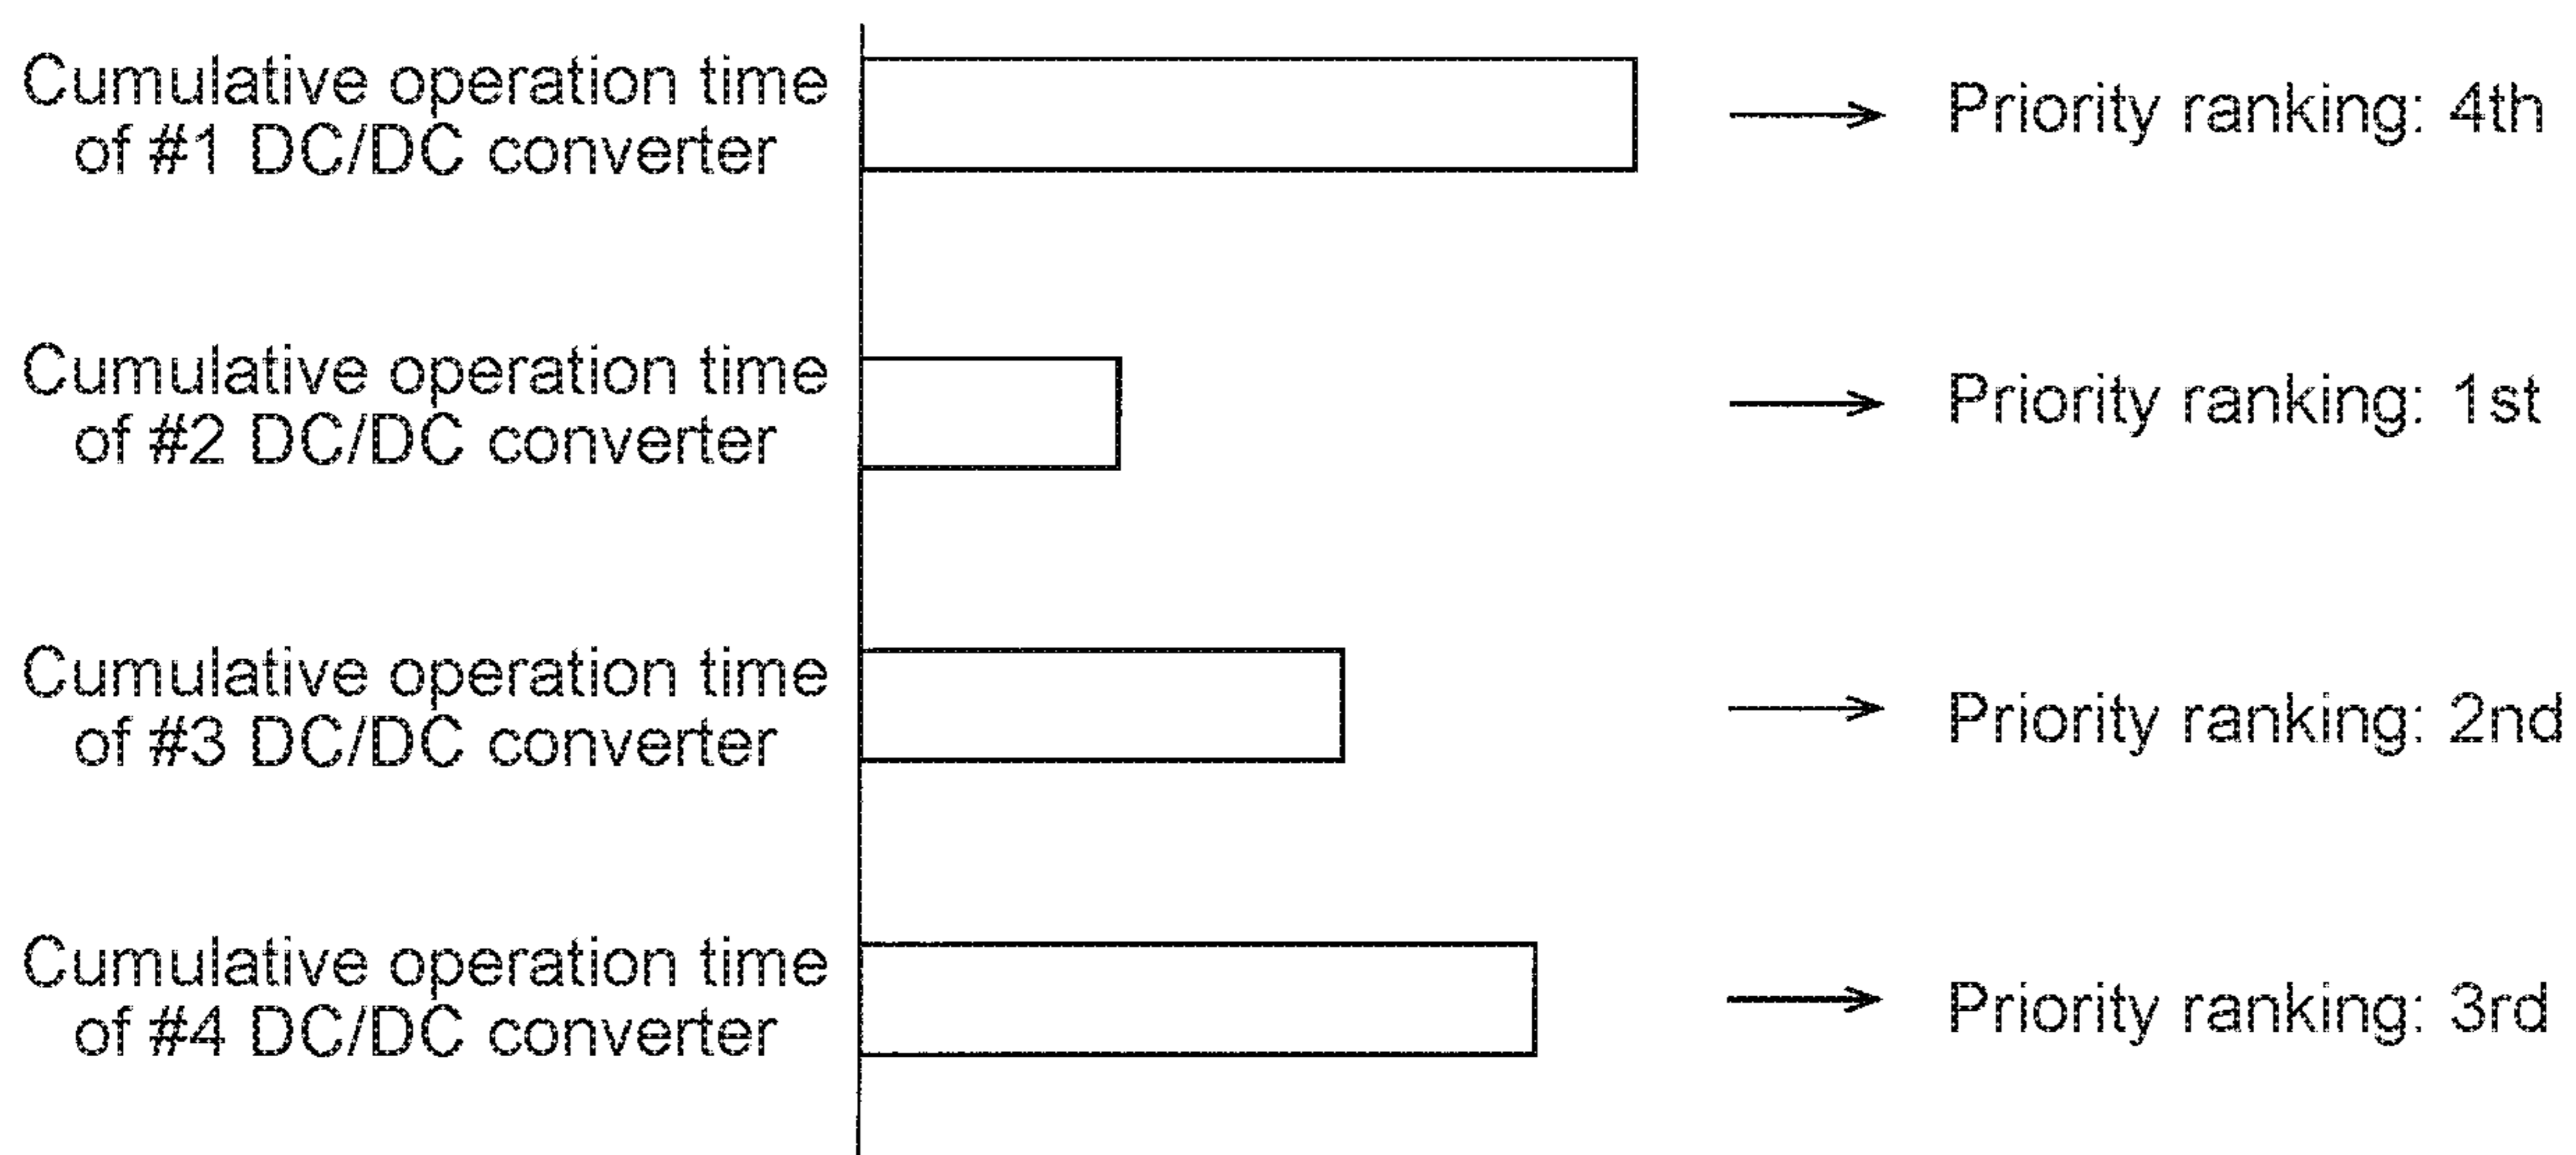 Cumulative operation time
of #1 DC/DC converter
Priority ranking: 4th
Cumulative operation time
of #2 DC/DC converter
Priority ranking: 1st
Cumulative operation time
of #3 DC/DC converter
Priority ranking: 2nd
Cumulative operation time
of #4 DC/DC converter
Priority ranking: 3rd